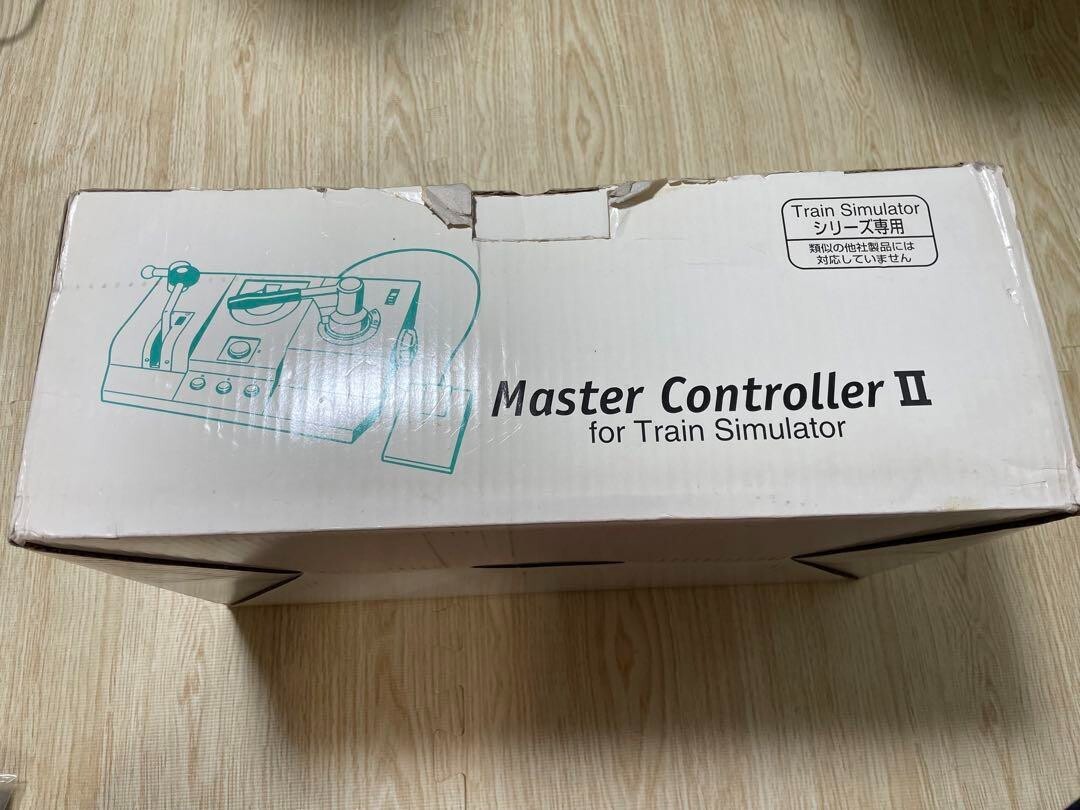 Train Simulator
シリーズ専用
類似の他社製品には
対応していません
Master Controller II
for Train Simulator